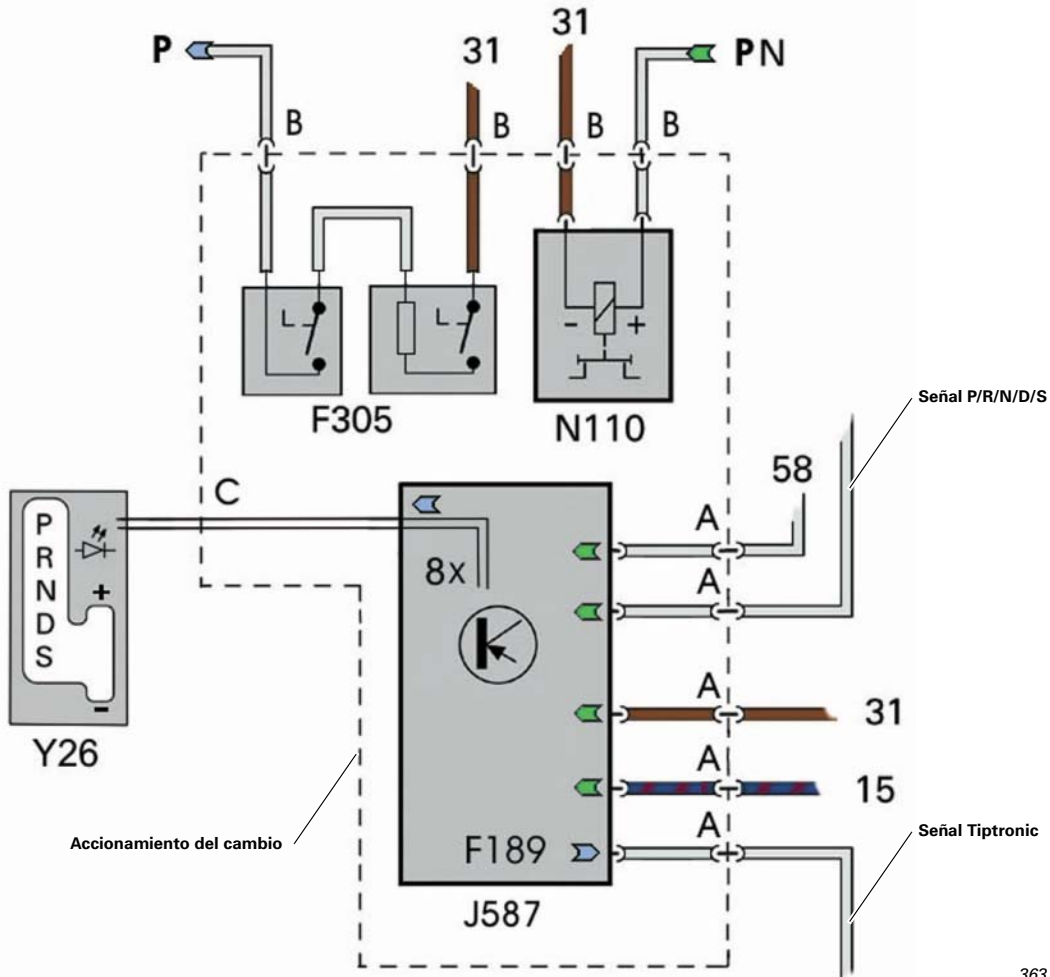 P
31
31
PN
B
B
B
B
F305
N110
Señal P/R/N/D/S
58
C
A
P
R
N
D
S
+
-
8x
A
A
31
A
15
Y26
Accionamiento del cambio
F189
A
Señal Tiptronic
J587
363